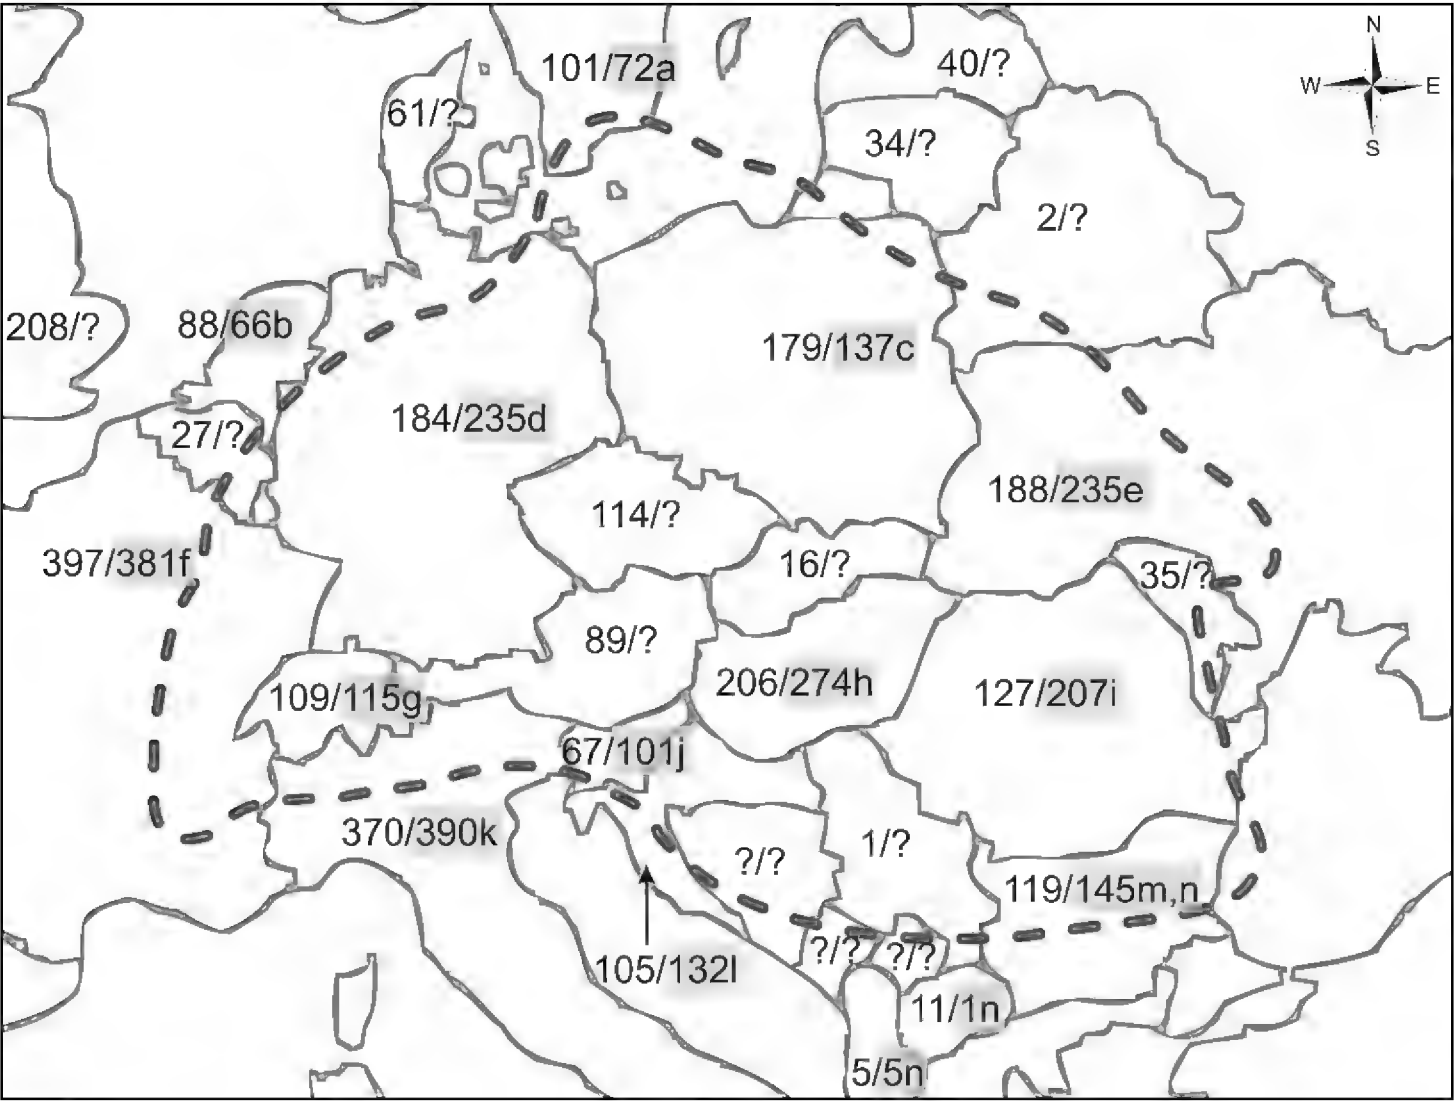 N
W E
S
101/72a
40/?
61/?
34/?
2/?
208/?
88/66b
179/137c
184/235d
27/?
188/235e
114/?
397/381f
16/?
35/?
89/?
109/115g
206/274h
127/207i
67/101j
370/390k
1/?
?/?
119/145m,n
?/?
?/?
105/132l
11/1n
5/5n